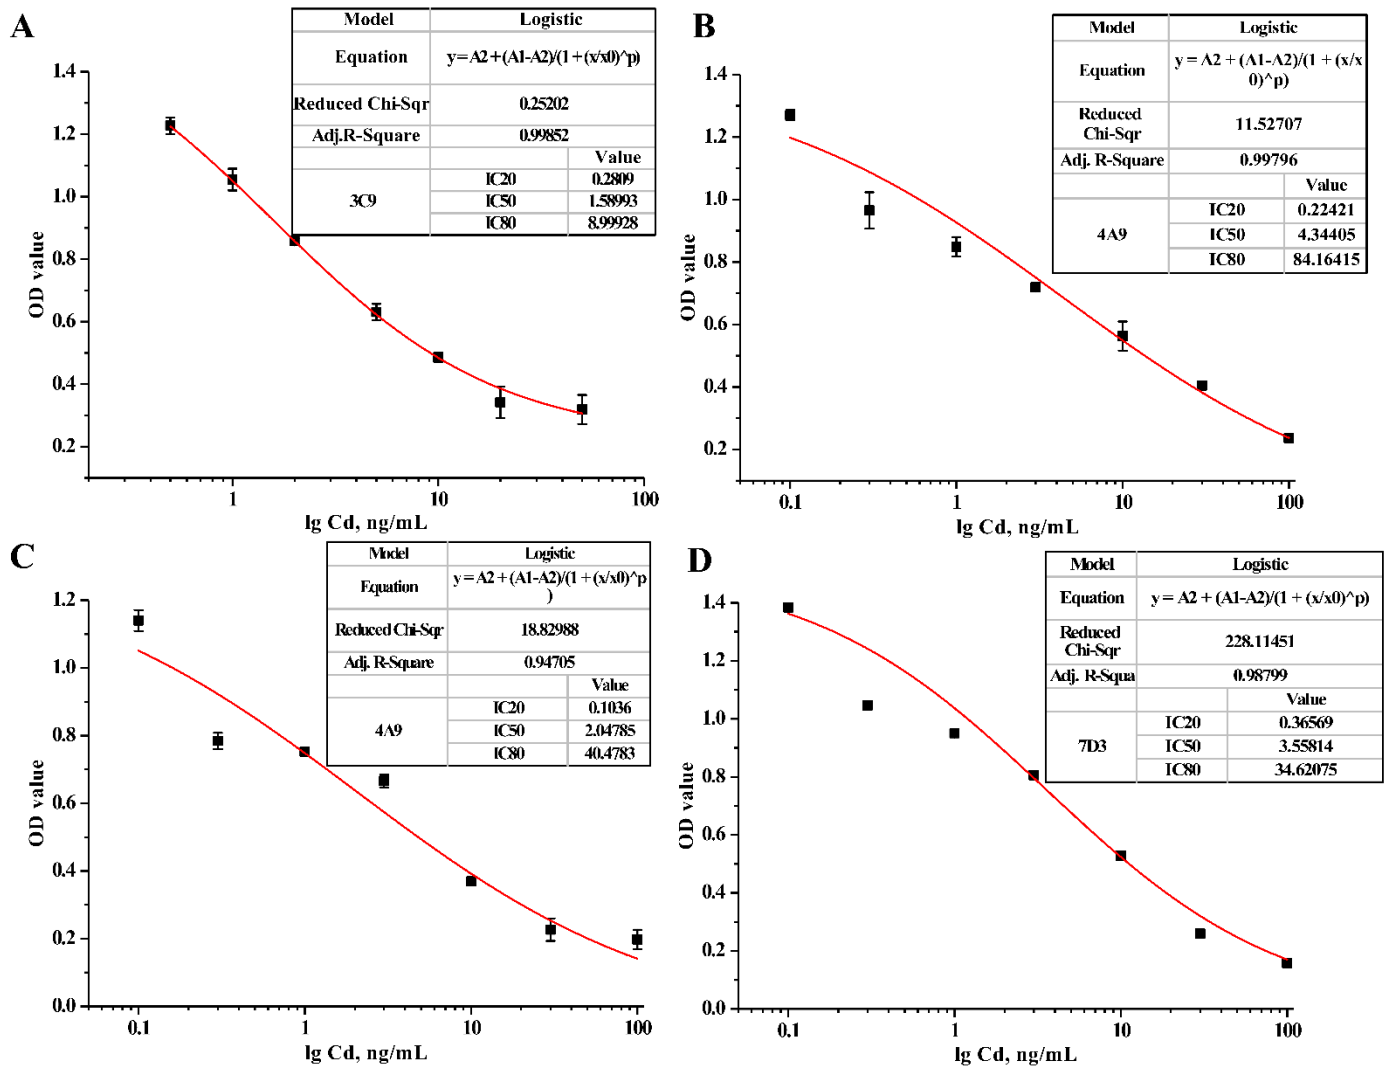 A
Model Logistic
Equation y = A2 + (A1-A2)/(1 + (x/x0)^p)
Reduced Chi-Sqr 0.25202
Adj.R-Square 0.99852
Value
3C9
IC20 0.2809
IC50 1.58993
IC80 8.99928
OD value
1.4
1.2
1.0
0.8
0.6
0.4
0.2
1 10 100
lg Cd, ng/mL
B
Model Logistic
Equation y = A2 + (A1-A2)/(1 + (x/x
0)^p)
Reduced
Chi-Sqr 11.52707
Adj. R-Square 0.99796
Value
4A9
IC20 0.22421
IC50 4.34405
IC80 84.16415
OD value
1.4
1.2
1.0
0.8
0.6
0.4
0.2
0.1 1 10 100
lg Cd, ng/mL
C
Model Logistic
Equation y = A2 + (A1-A2)/(1 + (x/x0)^p
)
Reduced Chi-Sqr 18.82988
Adj. R-Square 0.94705
Value
4A9
IC20 0.1036
IC50 2.04785
IC80 40.4783
OD value
1.2
1.0
0.8
0.6
0.4
0.2
0.0
0.1 1 10 100
lg Cd, ng/mL
D
Model Logistic
Equation y = A2 + (A1-A2)/(1 + (x/x0)^p)
Reduced
Chi-Sqr 228.11451
Adj. R-Squa 0.98799
Value
7D3
IC20 0.36569
IC50 3.55814
IC80 34.62075
OD value
1.4
1.2
1.0
0.8
0.6
0.4
0.2
0.0
0.1 1 10 100
lg Cd, ng/mL